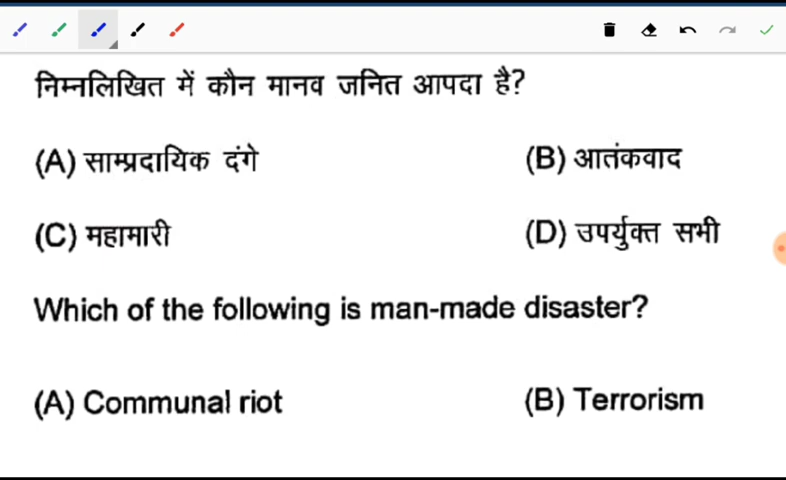 निम्नलिखित में कौन मानव जनित आपदा है?
(A) साम्प्रदायिक दंगे (B) आतंकवाद
(C) महामारी (D) उपर्युक्त सभी
Which of the following is man-made disaster?
(A) Communal riot (B) Terrorism